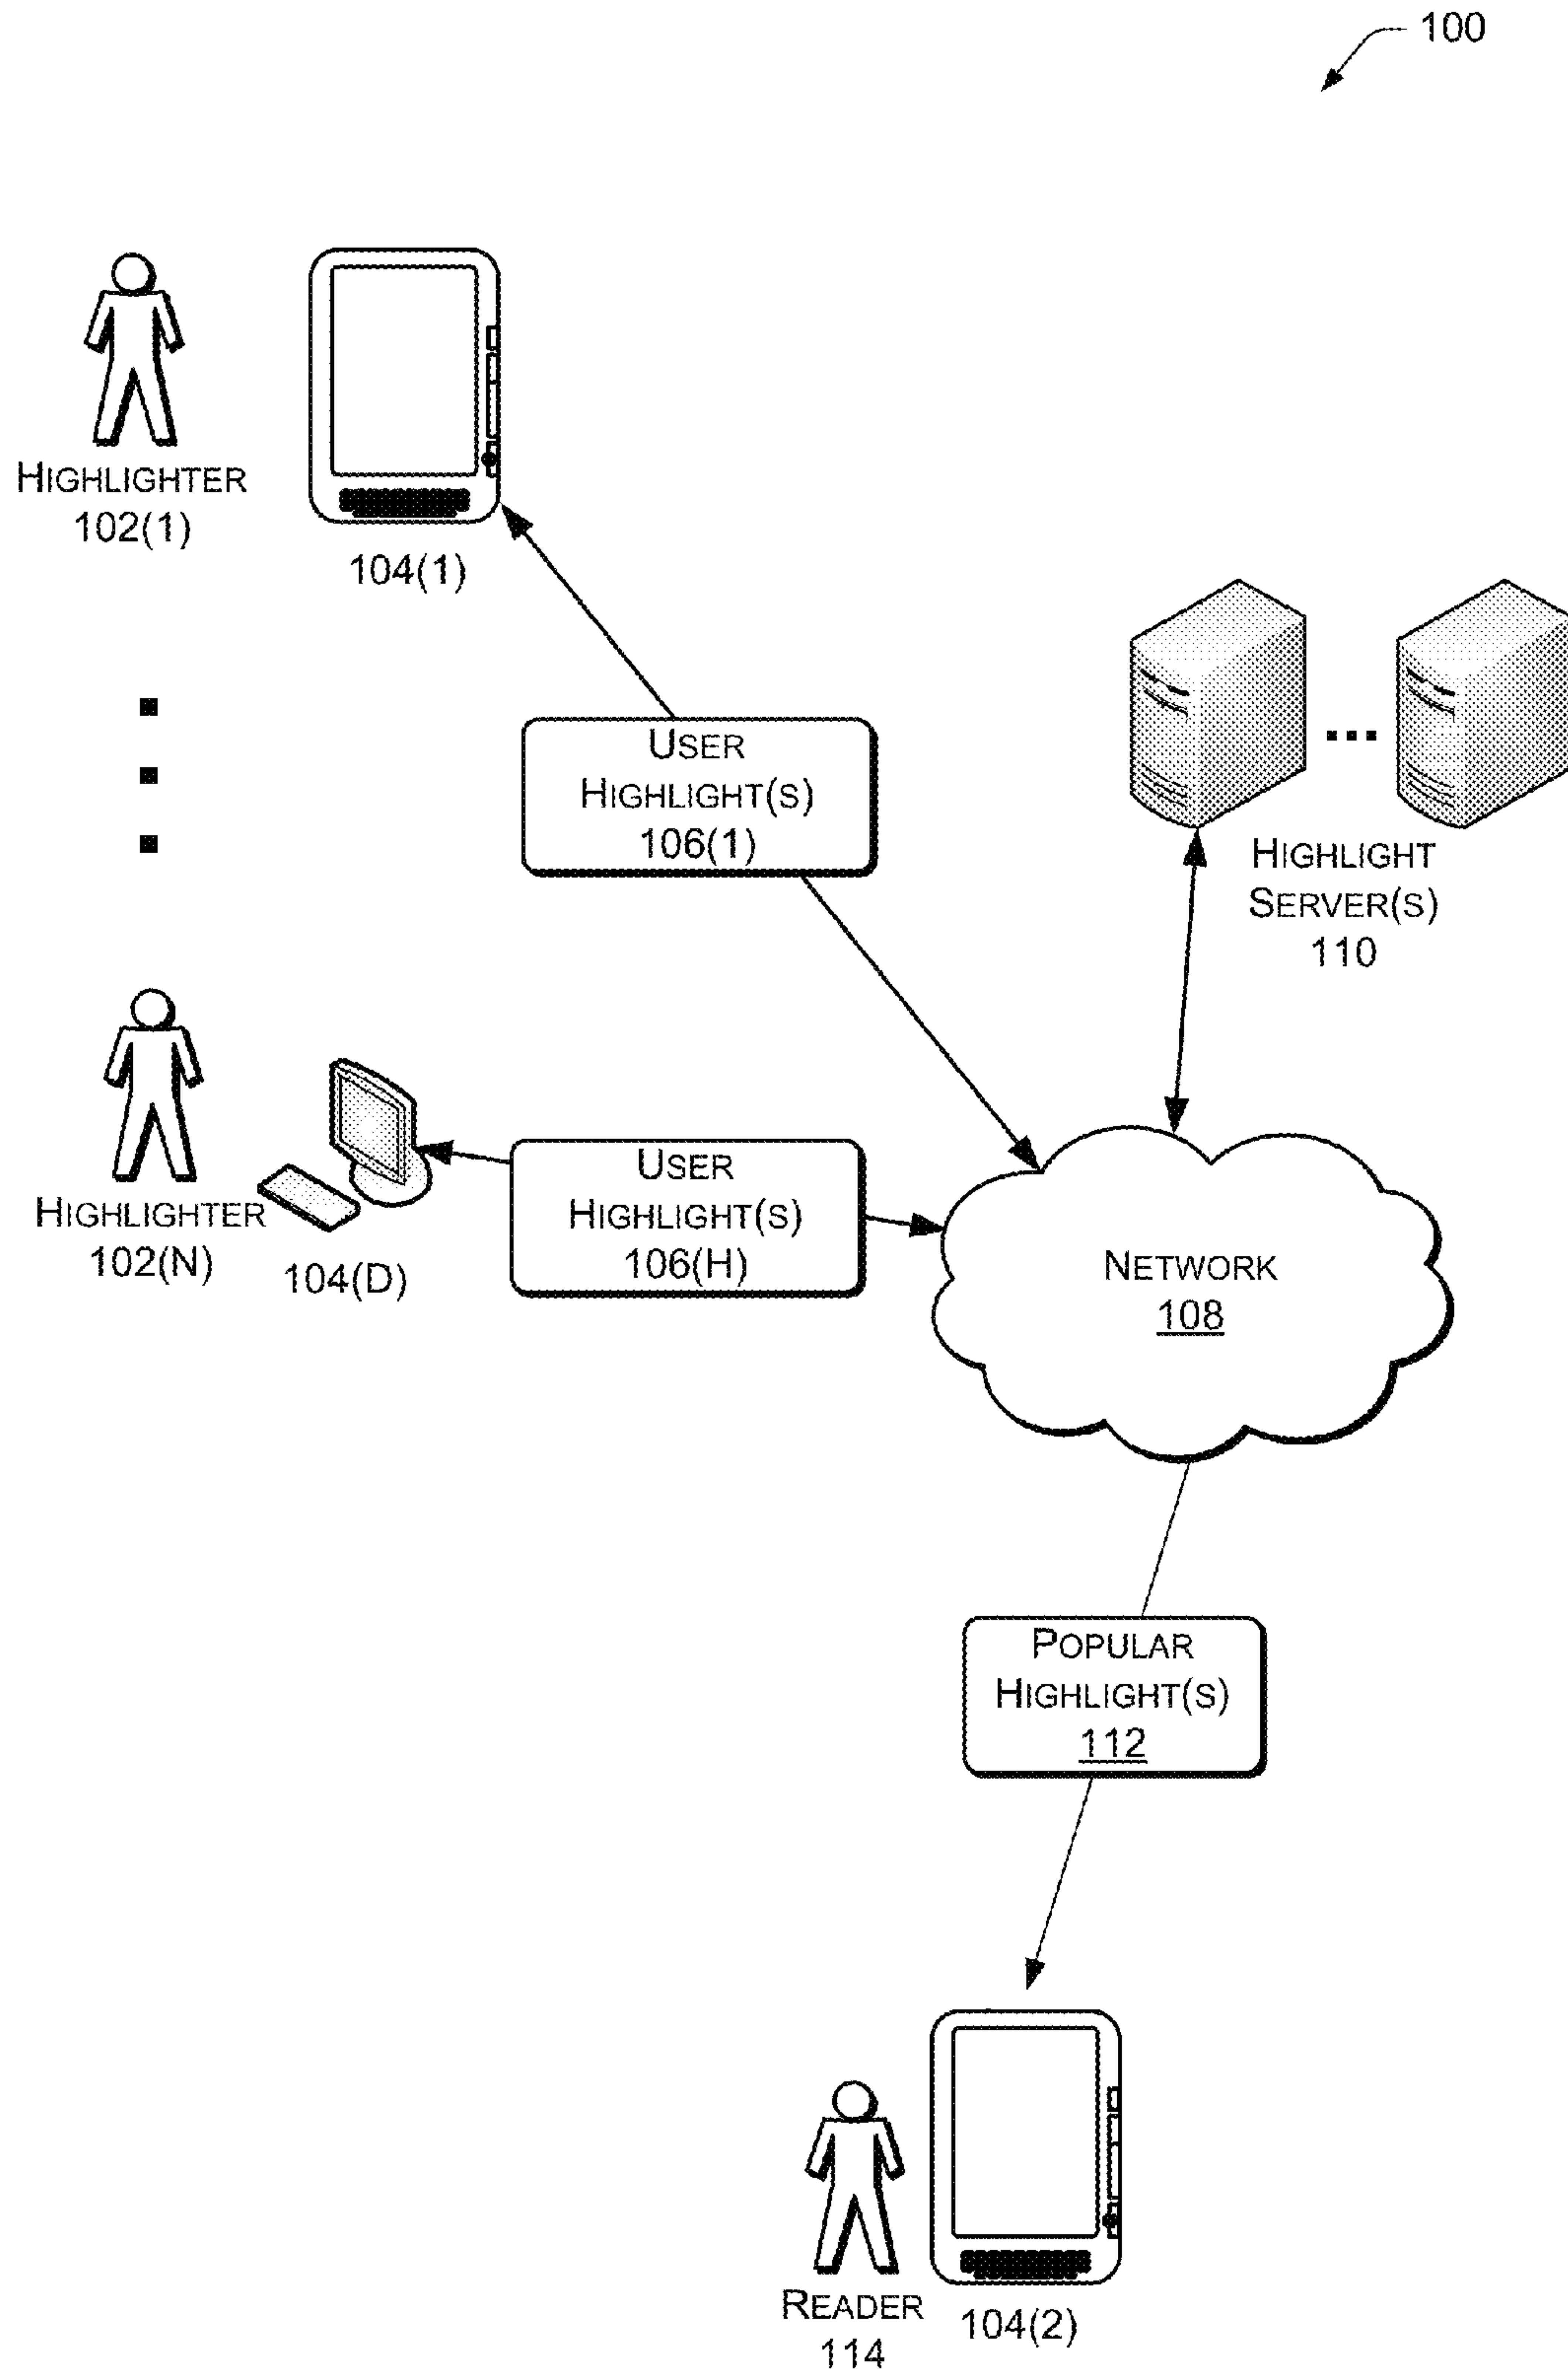 100
HIGHLIGHTER
102(1)
104(1)
USER
HIGHLIGHT(S)
106(1)
HIGHLIGHT
SERVER(S)
110
HIGHLIGHTER
102(N)
104(D)
USER
HIGHLIGHT(S)
106(H)
NETWORK
108
POPULAR
HIGHLIGHT(S)
112
READER
114
104(2)